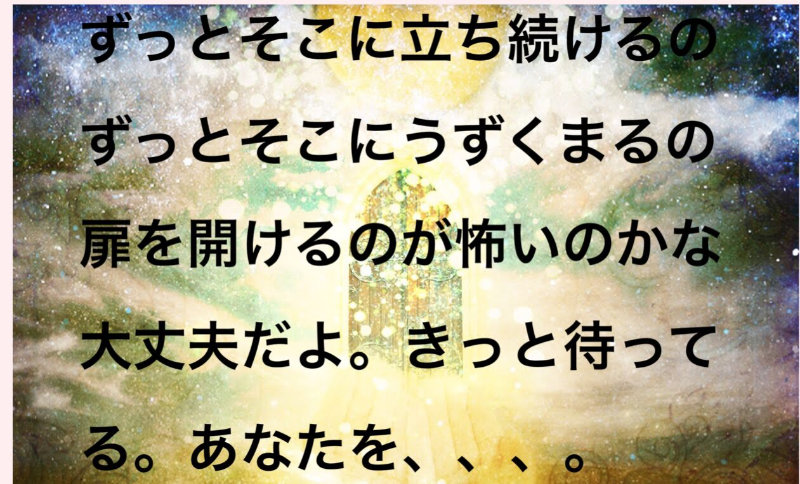 ずっとそこに立ち続けるの
ずっとそこにうずくまるの
扉を開けるのが怖いのかな
大丈夫だよ。きっと待って
る。あなたを、、、。